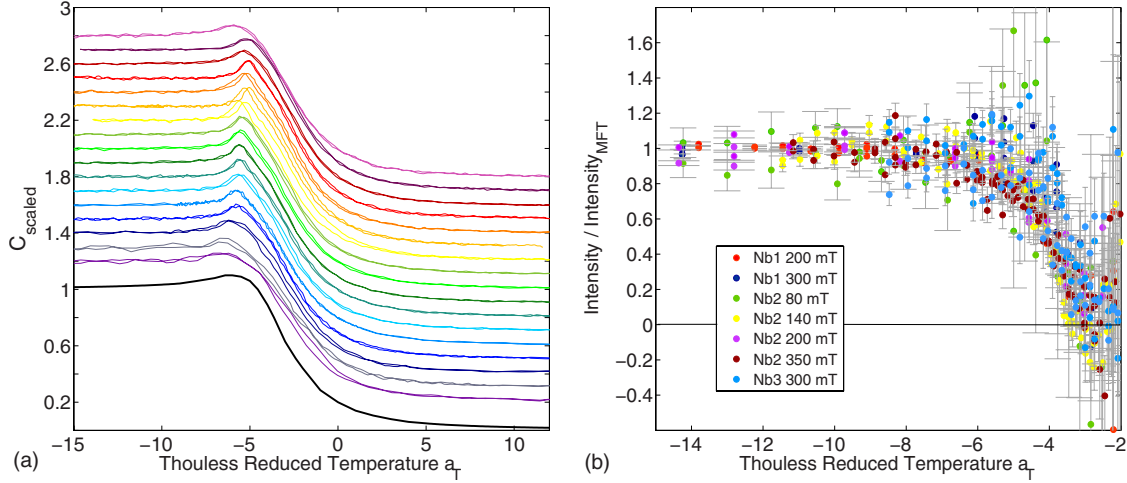 3
2.6
2.2
1.8
1.4
1
0.6
0.2
C_scaled
−15 −10 −5 0 5 10
(a) Thouless Reduced Temperature a_T
1.6
1.4
1.2
1
0.8
0.6
0.4
0.2
0
−0.2
−0.4
Intensity / Intensity_MFT
Nb1 200 mT
Nb1 300 mT
Nb2 80 mT
Nb2 140 mT
Nb2 200 mT
Nb2 350 mT
Nb3 300 mT
−14 −12 −10 −8 −6 −4 −2
(b) Thouless Reduced Temperature a_T